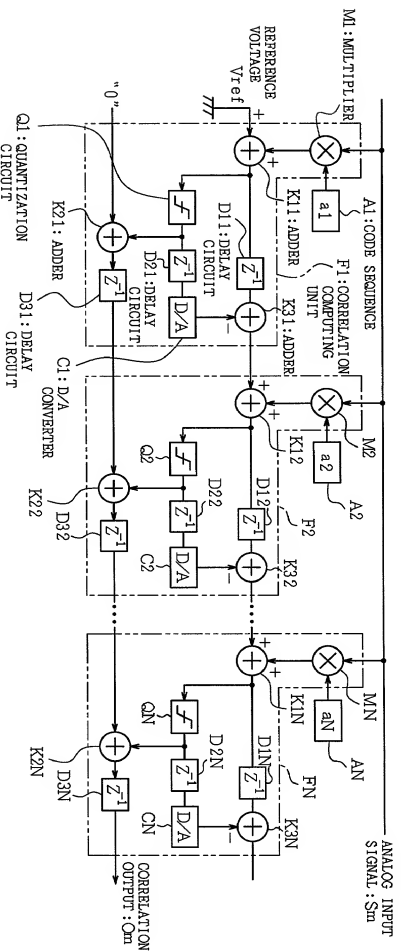 M1:MULTIPLIER
A1:CODE SEQUENCE
F1:CORRELATION
COMPUTING
UNIT
ANALOG INPUT
SIGNAL:Sm
REFERENCE
VOLTAGE
Vref
a1
K11:ADDER
D11:DELAY
CIRCUIT
Z-1
K31:ADDER
Q1:QUANTIZATION
CIRCUIT
D21:DELAY
CIRCUIT
Z-1
D/A
C1:D/A
CONVERTER
"0"
K21:ADDER
Z-1
D31:DELAY
CIRCUIT
M2
a2
A2
F2
K12
D12
Z-1
K32
Q2
D22
Z-1
D/A
C2
K22
D32
Z-1
MN
aN
AN
FN
K1N
D1N
Z-1
K3N
QN
D2N
Z-1
D/A
CN
K2N
D3N
Z-1
CORRELATION
OUTPUT:Om